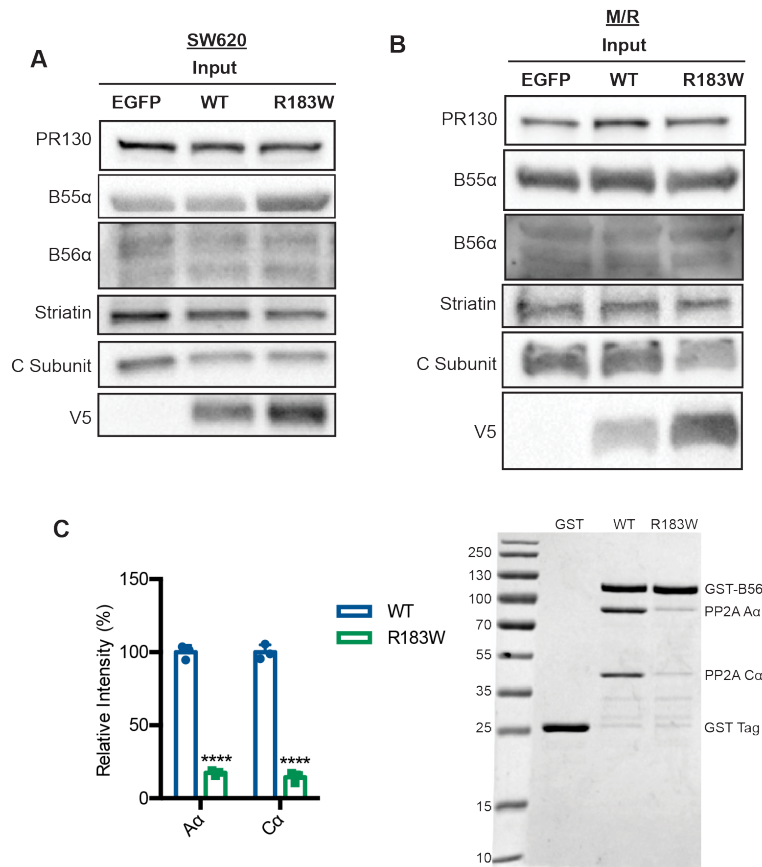 A
SW620
Input
EGFP WT R183W
PR130
B55α
B56α
Striatin
C Subunit
V5
B
M/R
Input
EGFP WT R183W
PR130
B55α
B56α
Striatin
C Subunit
V5
C
Relative Intensity (%)
150
100
50
0
**** ****
Aα Cα
WT
R183W
GST WT R183W
250
130
100
70
55
35
25
15
10
GST-B56
PP2A Aα
PP2A Cα
GST Tag